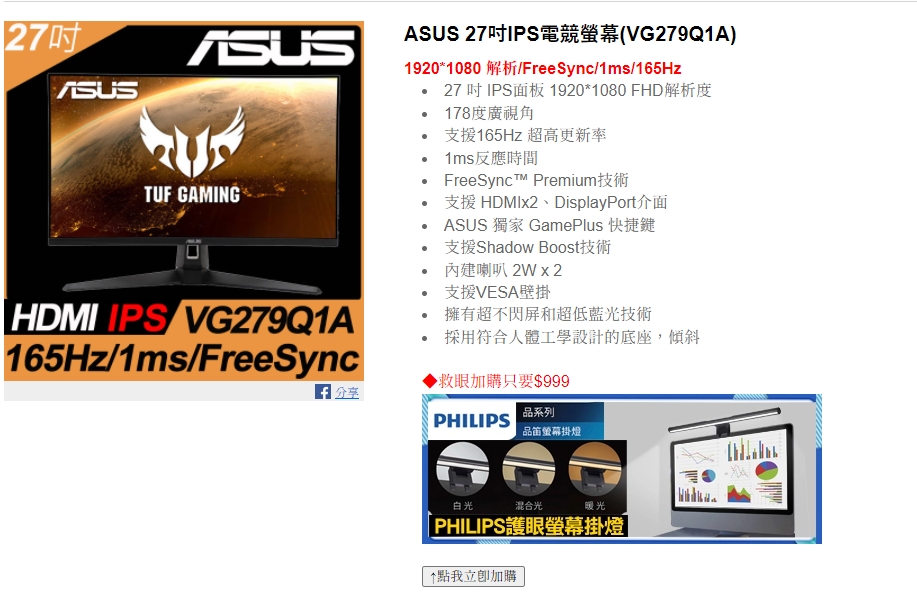 27吋
ASUS
ASUS
TUF GAMING
ASUS
HDMI IPS VG279Q1A
165Hz/1ms/FreeSync
分享
ASUS 27吋IPS電競螢幕(VG279Q1A)
1920*1080 解析/FreeSync/1ms/165Hz
27 吋 IPS面板 1920*1080 FHD解析度
178度廣視角
支援165Hz 超高更新率
1ms反應時間
FreeSync™ Premium技術
支援 HDMIx2、DisplayPort介面
ASUS 獨家 GamePlus 快捷鍵
支援Shadow Boost技術
內建喇叭 2W x 2
支援VESA壁掛
擁有超不閃屏和超低藍光技術
採用符合人體工學設計的底座，傾斜
◆救眼加購只要$999
PHILIPS
品系列
品笛螢幕掛燈
白光
混合光
暖光
PHILIPS護眼螢幕掛燈
↑點我立即加購